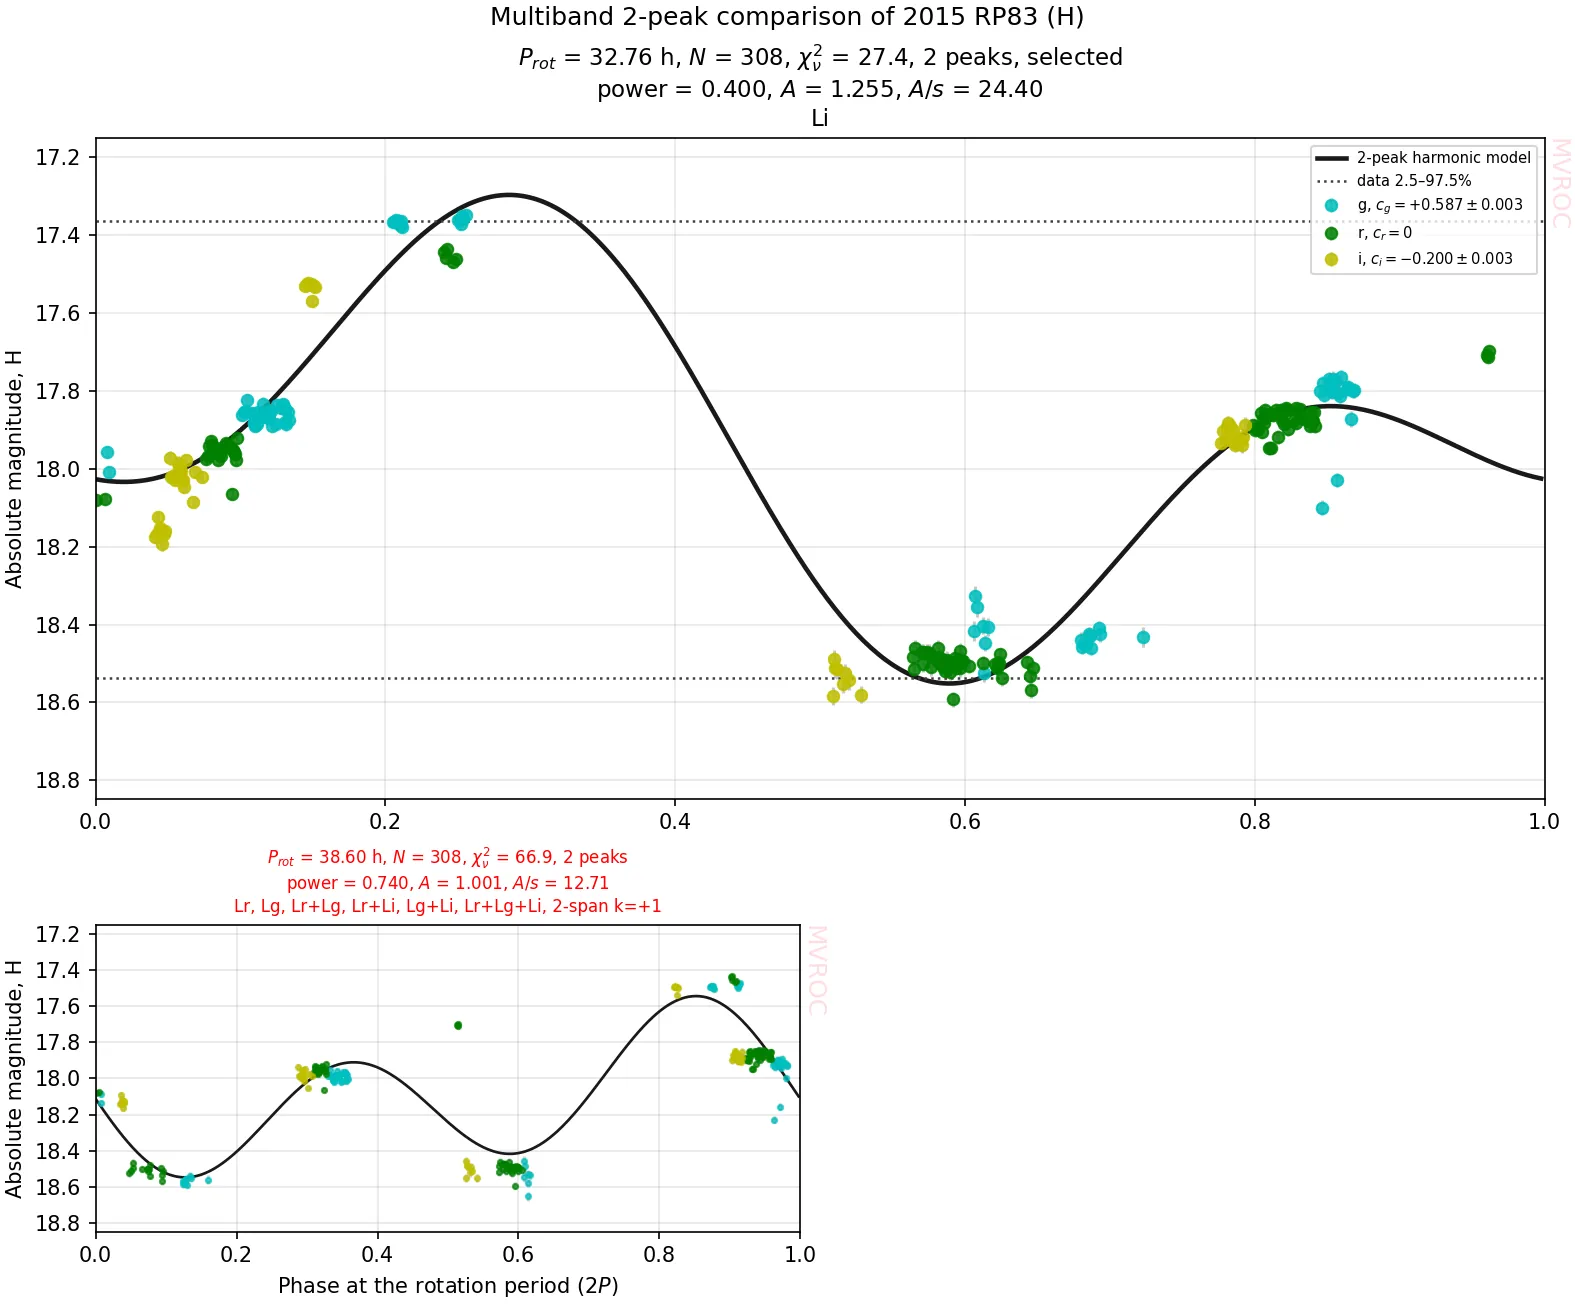 Multiband 2-peak comparison of 2015 RP83 (H)
P_rot = 32.76 h, N = 308, χ²_ν = 27.4, 2 peaks, selected
power = 0.400, A = 1.255, A/s = 24.40
Li
Absolute magnitude, H
17.2
17.4
17.6
17.8
18.0
18.2
18.4
18.6
18.8
2-peak harmonic model
data 2.5–97.5%
g, c_g = +0.587 ± 0.003
r, c_r = 0
i, c_i = −0.200 ± 0.003
MVROC
0.0 0.2 0.4 0.6 0.8 1.0
P_rot = 38.60 h, N = 308, χ²_ν = 66.9, 2 peaks
power = 0.740, A = 1.001, A/s = 12.71
Lr, Lg, Lr+Lg, Lr+Li, Lg+Li, Lr+Lg+Li, 2-span k=+1
Absolute magnitude, H
17.2
17.4
17.6
17.8
18.0
18.2
18.4
18.6
18.8
MVROC
0.0 0.2 0.4 0.6 0.8 1.0
Phase at the rotation period (2P)